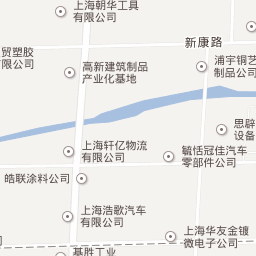 上海朝华工具
有限公司
新康路
贸塑胶
有限公司
高新建筑制品
产业化基地
浦宇铜艺
制品公司
思辟
设备
上海轩亿物流
有限公司
毓恬冠佳汽车
零部件公司
皓联涂料公司
上海浩歌汽车
有限公司
上海华友金镀
微电子公司
基胜工业